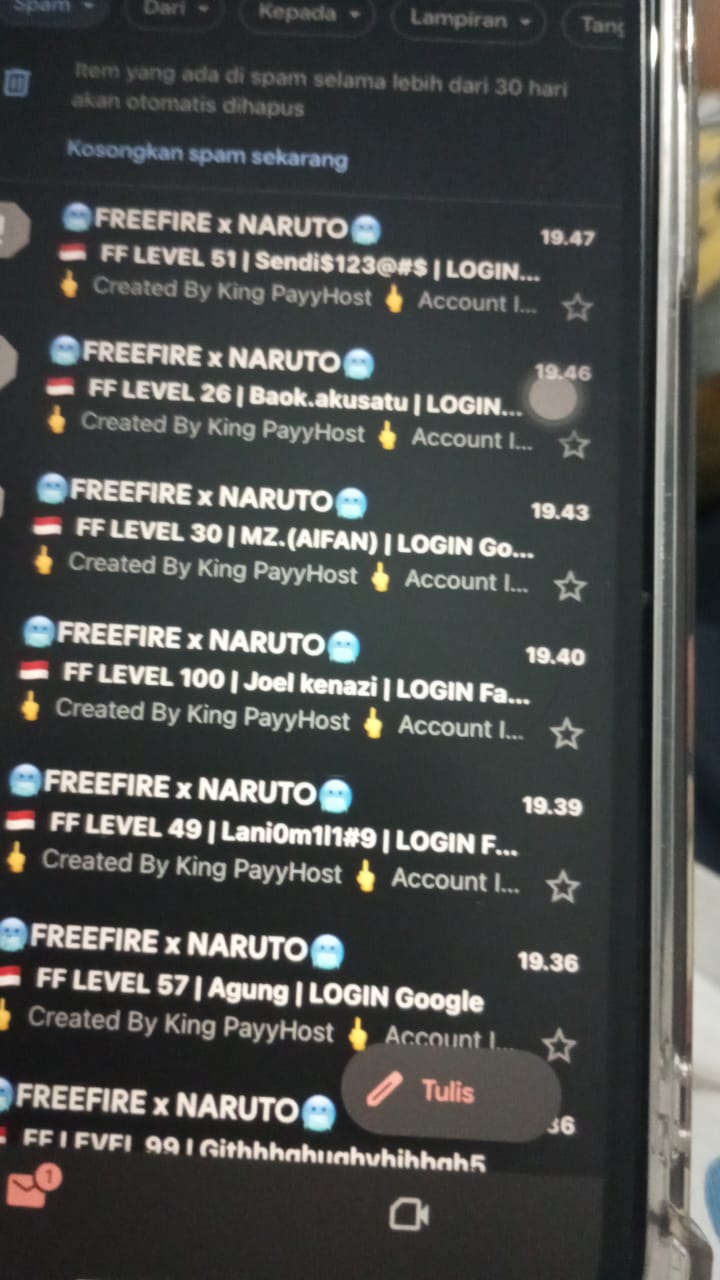 Spam
Dari
Kepada
Lampiran
Tang
Item yang ada di spam selama lebih dari 30 hari
akan otomatis dihapus
Kosongkan spam sekarang
🥶FREEFIRE x NARUTO🥶 19.47
🇮🇩 FF LEVEL 51 | Sendi$123@#$ | LOGIN...
🖕 Created By King PayyHost 🖕 Account I...
🥶FREEFIRE x NARUTO🥶 19.46
🇮🇩 FF LEVEL 26 | Baok.akusatu | LOGIN...
🖕 Created By King PayyHost 🖕 Account I...
🥶FREEFIRE x NARUTO🥶 19.43
🇮🇩 FF LEVEL 30 | MZ.(AIFAN) | LOGIN Go...
🖕 Created By King PayyHost 🖕 Account I...
🥶FREEFIRE x NARUTO🥶 19.40
🇮🇩 FF LEVEL 100 | Joel kenazi | LOGIN Fa...
🖕 Created By King PayyHost 🖕 Account I...
🥶FREEFIRE x NARUTO🥶 19.39
🇮🇩 FF LEVEL 49 | Lani0m1l1#9 | LOGIN F...
🖕 Created By King PayyHost 🖕 Account I...
🥶FREEFIRE x NARUTO🥶 19.36
🇮🇩 FF LEVEL 57 | Agung | LOGIN Google
🖕 Created By King PayyHost 🖕 Account I...
Tulis
🥶FREEFIRE x NARUTO🥶 36
FF LEVEL 99 |
1